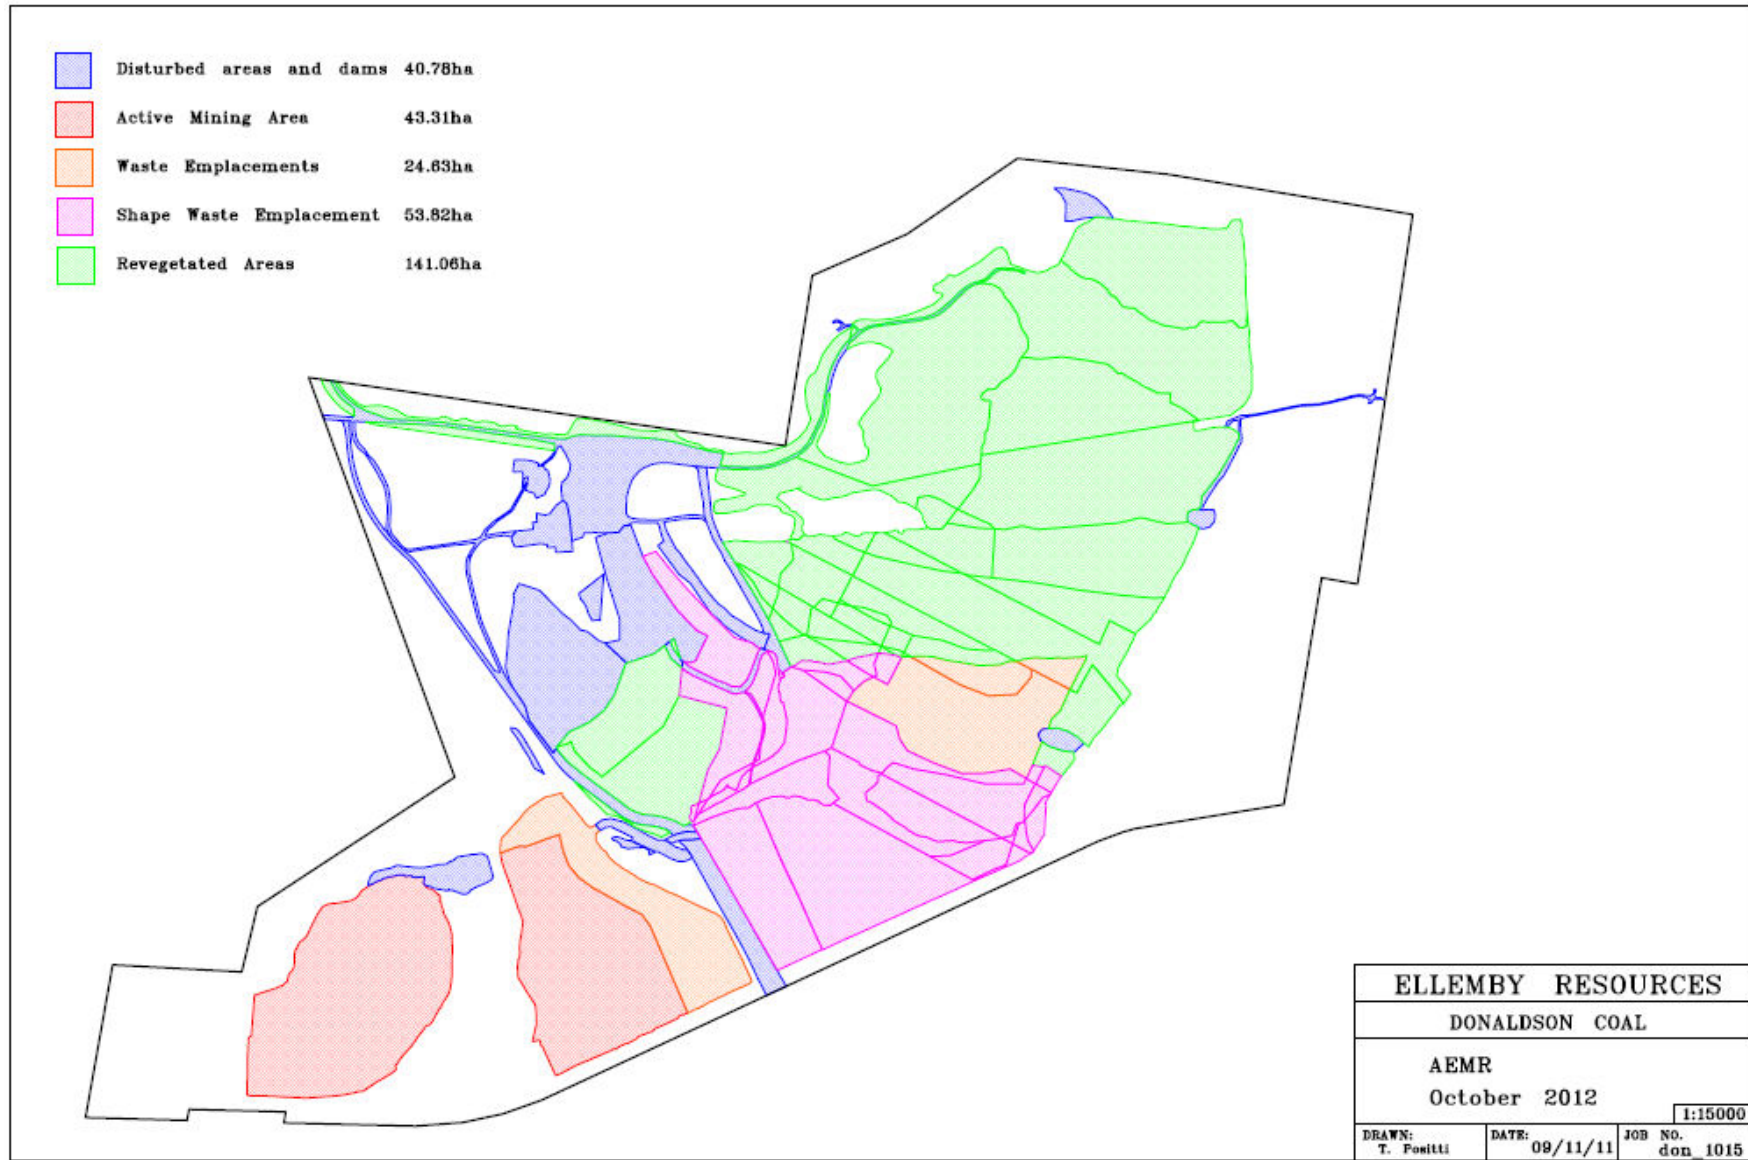 Disturbed areas and dams 40.78ha
Active Mining Area 43.31ha
Waste Emplacements 24.63ha
Shape Waste Emplacement 53.82ha
Revegetated Areas 141.06ha
ELLEMBY RESOURCES
DONALDSON COAL
AEMR
October 2012
1:15000
DRAWN: DATE: JOB NO.
T. Positti 09/11/11 don_1015